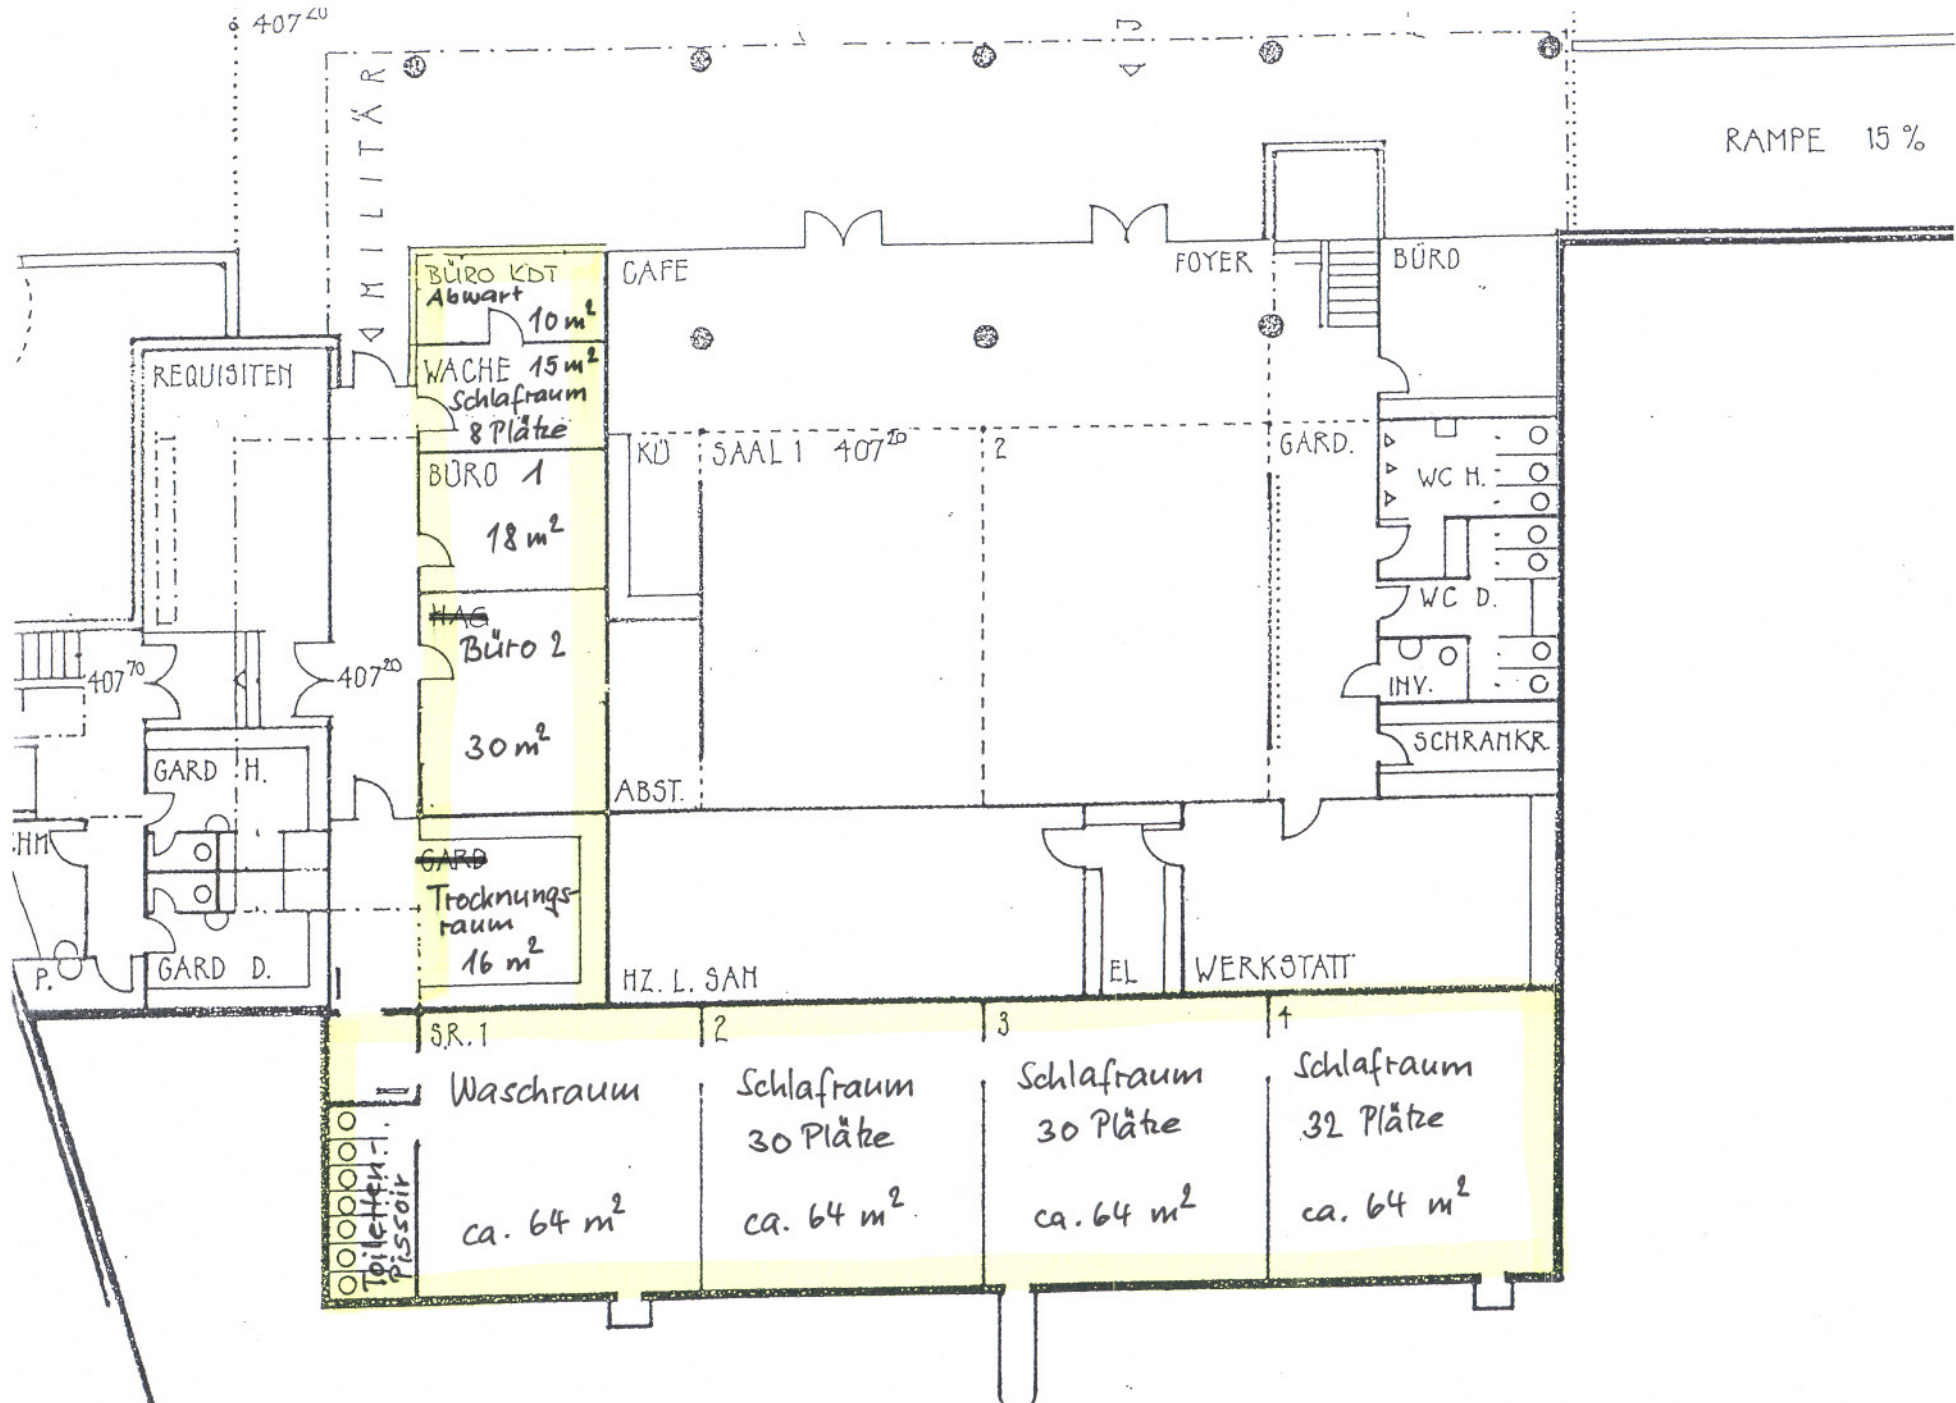 407²⁰
MILITÄR
RAMPE 15 %
BÜRO KDT
Abwart
10 m²
CAFE
FOYER
BÜRO
REQUISITEN
WACHE 15 m²
Schlafraum
8 Plätze
KÜ
SAAL 1 407²⁰
2
GARD.
WC H.
BÜRO 1
18 m²
HAG
Büro 2
30 m²
WC D.
INV.
SCHRANKR
407⁷⁰
407²⁰
GARD H.
ABST.
HM
GARD
Trocknungs-
raum
16 m²
P.
GARD D.
HZ. L. SAN
EL
WERKSTATT
S.R. 1
2
3
4
Waschraum
ca. 64 m²
Schlafraum
30 Plätze
ca. 64 m²
Schlafraum
30 Plätze
ca. 64 m²
Schlafraum
32 Plätze
ca. 64 m²
Toiletten-
Pissoir